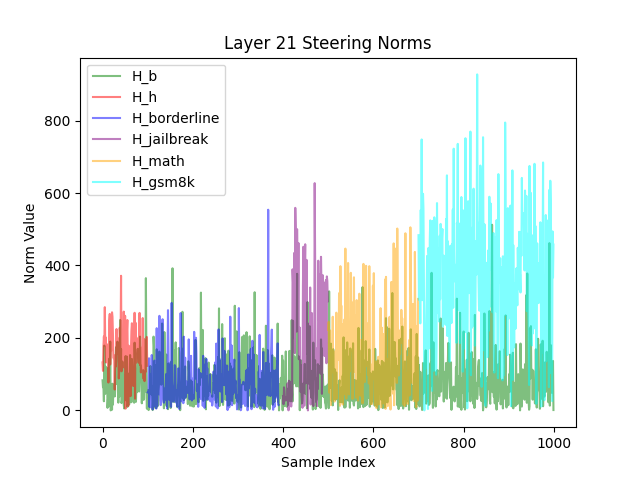 Layer 21 Steering Norms
H_b
H_h
H_borderline
H_jailbreak
H_math
H_gsm8k
Norm Value
800
600
400
200
0
0 200 400 600 800 1000
Sample Index